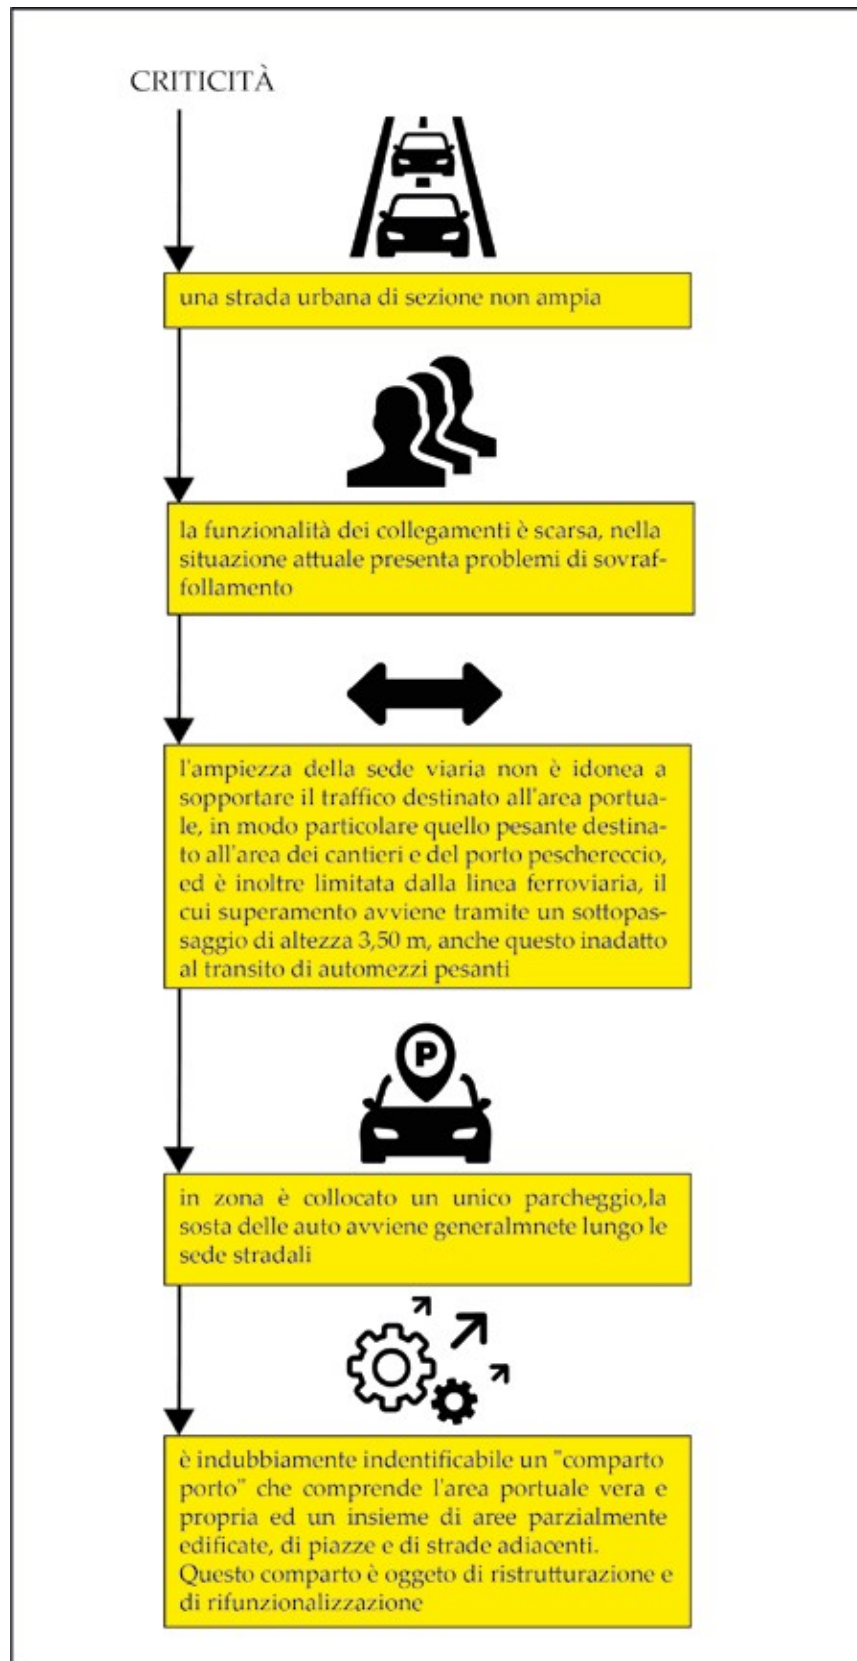 CRITICITÀ
una strada urbana di sezione non ampia
la funzionalità dei collegamenti è scarsa, nella
situazione attuale presenta problemi di sovraf-
follamento
l'ampiezza della sede viaria non è idonea a
sopportare il traffico destinato all'area portua-
le, in modo particolare quello pesante destina-
to all'area dei cantieri e del porto peschereccio,
ed è inoltre limitata dalla linea ferroviaria, il
cui superamento avviene tramite un sottopas-
saggio di altezza 3,50 m, anche questo inadatto
al transito di automezzi pesanti
P
in zona è collocato un unico parcheggio,la
sosta delle auto avviene generalmnete lungo le
sede stradali
è indubbiamente indentificabile un "comparto
porto" che comprende l'area portuale vera e
propria ed un insieme di aree parzialmente
edificate, di piazze e di strade adiacenti.
Questo comparto è oggeto di ristrutturazione e
di rifunzionalizzazione